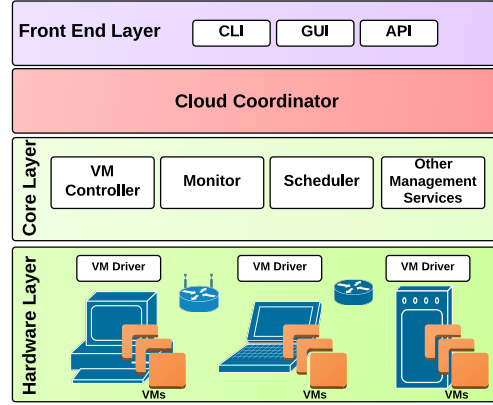 Front End Layer
CLI
GUI
API
Cloud Coordinator
Core Layer
VM
Controller
Monitor
Scheduler
Other
Management
Services
Hardware Layer
VM Driver
VM Driver
VM Driver
VMs
VMs
VMs